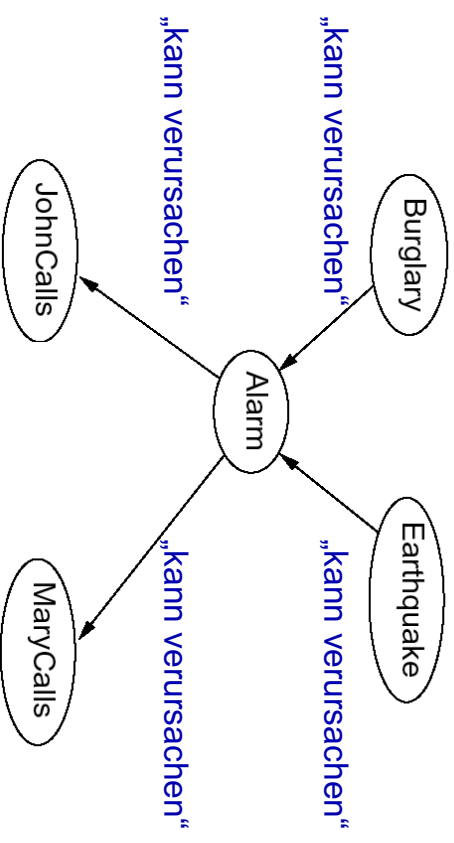 Burglary
Earthquake
„kann verursachen“
„kann verursachen“
Alarm
„kann verursachen“
„kann verursachen“
JohnCalls
MaryCalls